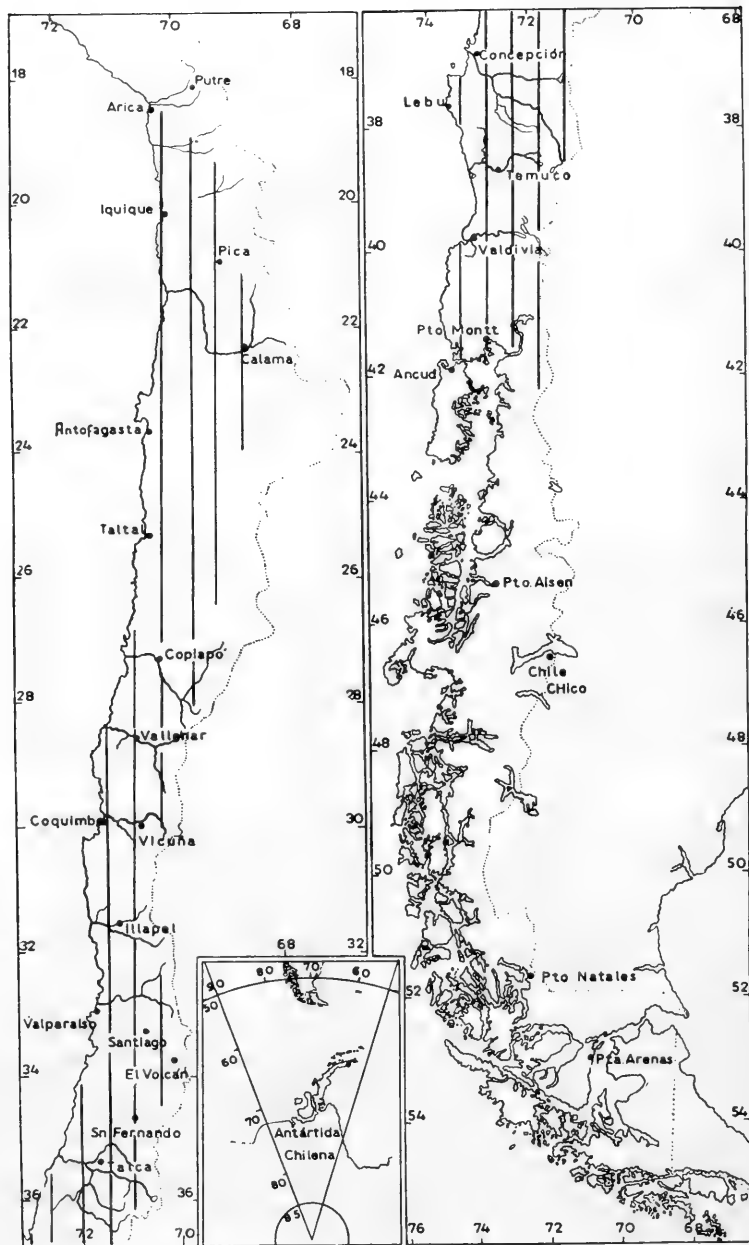 72
70
68
18
Putre
Arica
20
Iquique
Pica
22
Calama
Antofagasta
24
Taltal
26
Copiapó
28
Vallenar
Coquimbo
Vicuña
30
Illapel
32
Valparaíso
Santiago
34
El Volcán
Sn. Fernando
Talca
36
36
72
70
74
72
70
68
Concepción
18
Lebu
38
38
Temuco
20
40
Valdivia
40
22
Pto. Montt
42
Ancud
42
24
44
44
26
Pto. Aisen
46
46
Chile
CHico
28
48
48
30
50
50
32
Pto Natales
52
52
Pta. Arenas
54
54
76
74
72
70
68
68
90
80
70
60
50
60
70
Antártida
Chilena
80
85